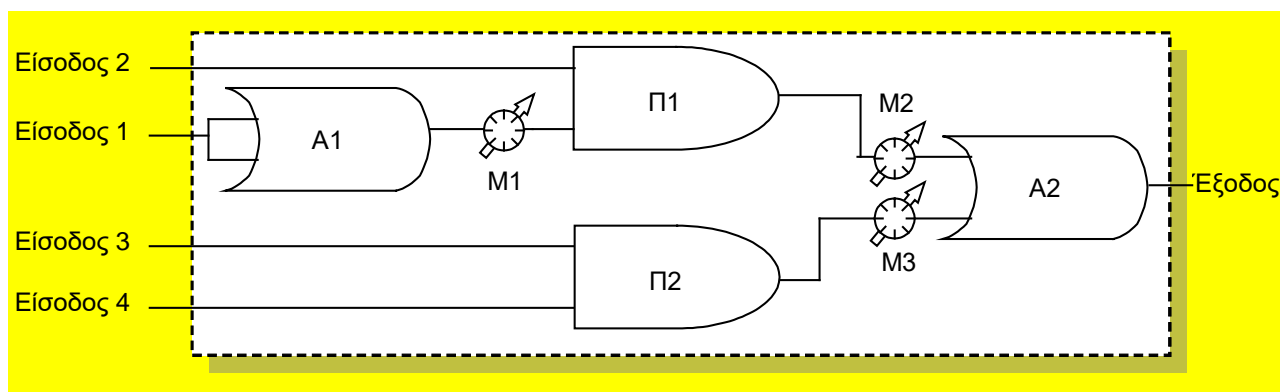 Είσοδος 2
Π1
Μ2
Είσοδος 1
Α1
Μ1
Α2
Έξοδος
Είσοδος 3
Μ3
Π2
Είσοδος 4